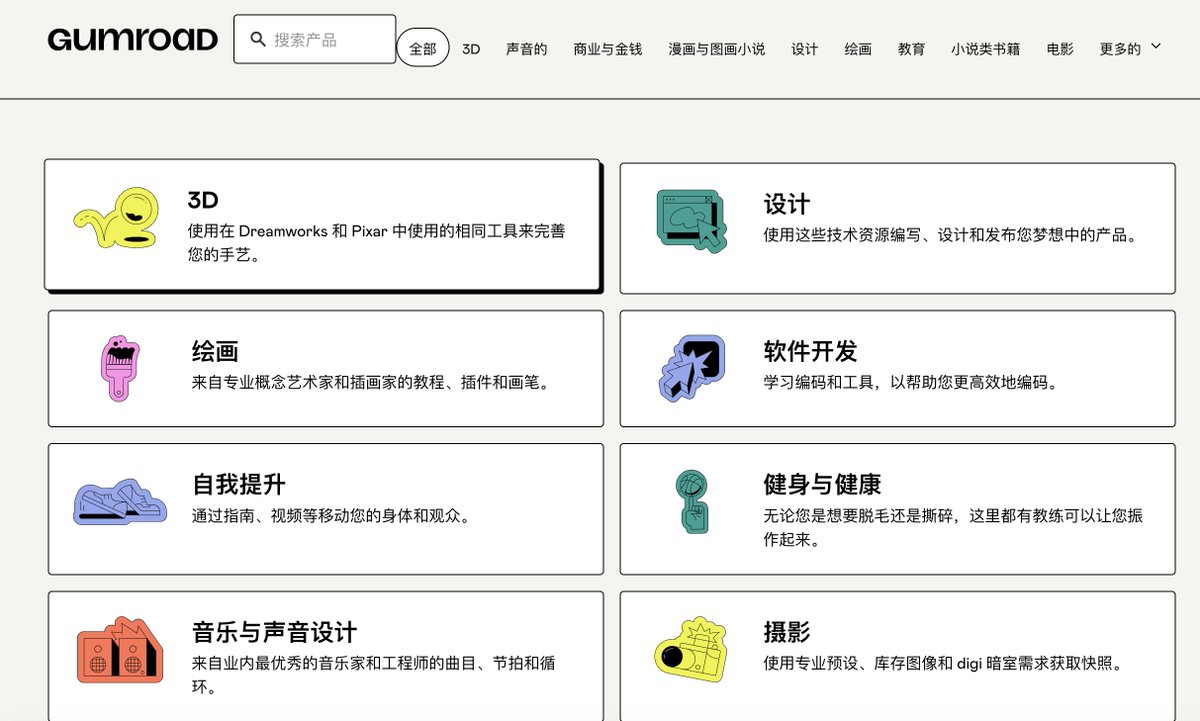 GUMROAD
搜索产品
全部 3D 声音的 商业与金钱 漫画与图画小说 设计 绘画 教育 小说类书籍 电影 更多的
3D
使用在 Dreamworks 和 Pixar 中使用的相同工具来完善
您的手艺。
设计
使用这些技术资源编写、设计和发布您梦想中的产品。
绘画
来自专业概念艺术家和插画家的教程、插件和画笔。
软件开发
学习编码和工具，以帮助您更高效地编码。
自我提升
通过指南、视频等移动您的身体和观众。
健身与健康
无论您是想要脱毛还是撕碎，这里都有教练可以让您振
作起来。
音乐与声音设计
来自业内最优秀的音乐家和工程师的曲目、节拍和循
环。
摄影
使用专业预设、库存图像和 digi 暗室需求获取快照。